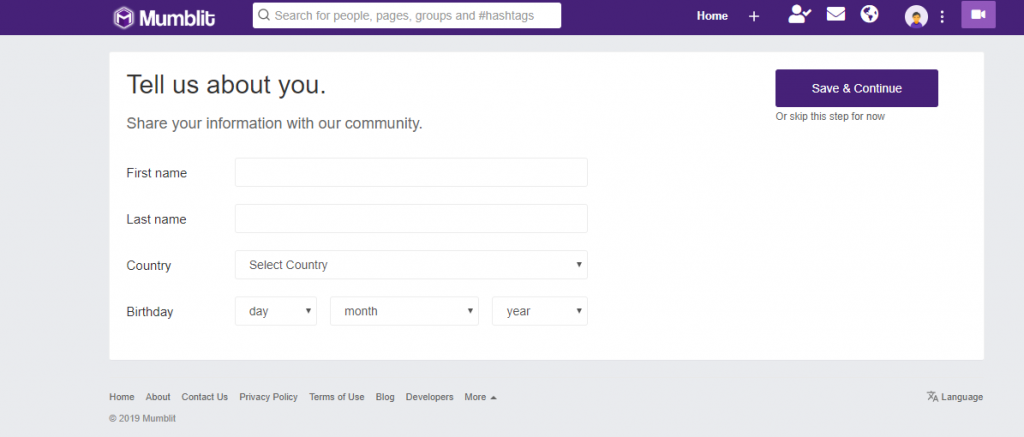 Mumblit Search for people, pages, groups and #hashtags Home
Tell us about you. Save & Continue
Share your information with our community. Or skip this step for now
First name
Last name
Country Select Country
Birthday day month year
Home About Contact Us Privacy Policy Terms of Use Blog Developers More Language
© 2019 Mumblit